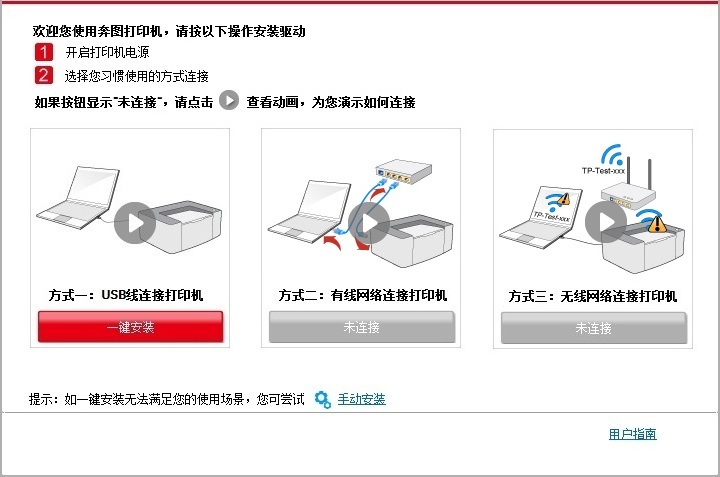 欢迎您使用奔图打印机，请按以下操作安装驱动
1 开启打印机电源
2 选择您习惯使用的方式连接
如果按钮显示"未连接"，请点击 查看动画，为您演示如何连接
TP-Test-xxx
TP-Test-xxx
方式一：USB线连接打印机
方式二：有线网络连接打印机
方式三：无线网络连接打印机
一键安装
未连接
未连接
提示：如一键安装无法满足您的使用场景，您可尝试 手动安装
用户指南